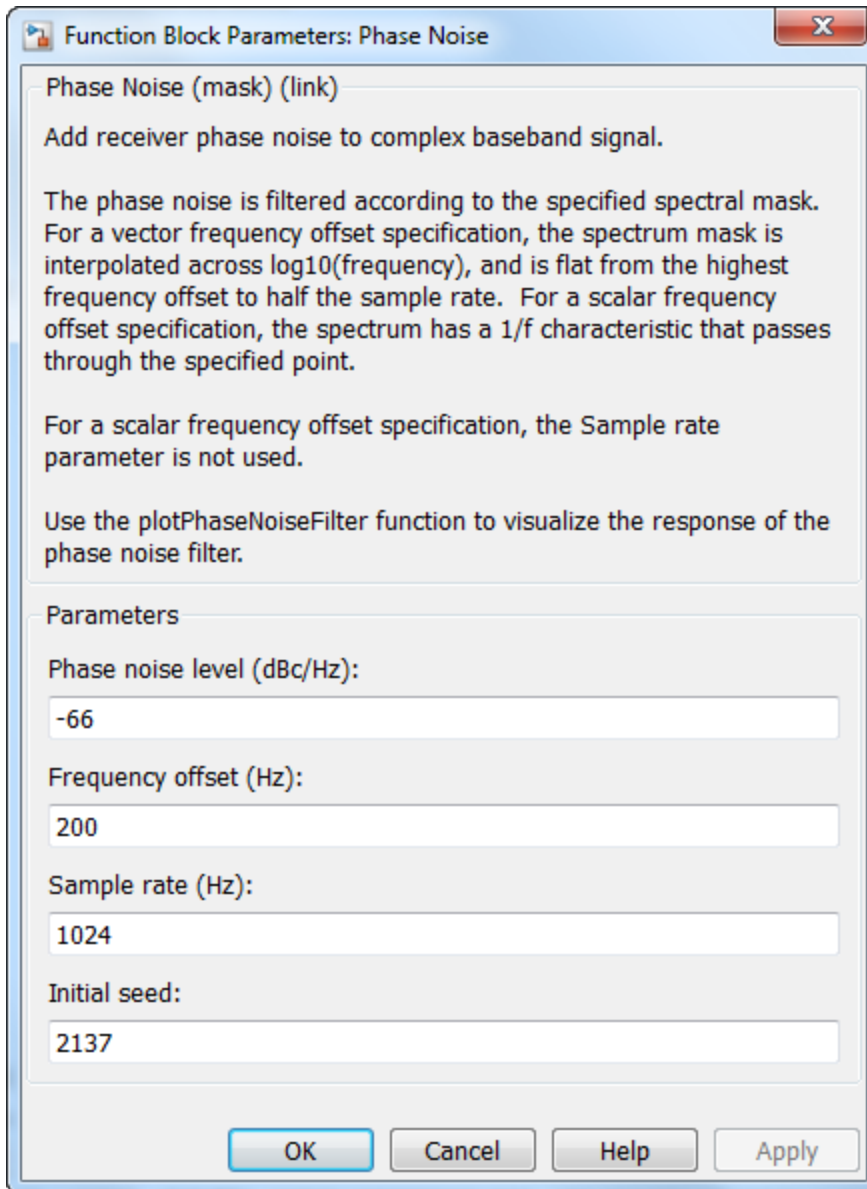 Function Block Parameters: Phase Noise
Phase Noise (mask) (link)
Add receiver phase noise to complex baseband signal.
The phase noise is filtered according to the specified spectral mask.
For a vector frequency offset specification, the spectrum mask is
interpolated across log10(frequency), and is flat from the highest
frequency offset to half the sample rate.  For a scalar frequency
offset specification, the spectrum has a 1/f characteristic that passes
through the specified point.
For a scalar frequency offset specification, the Sample rate
parameter is not used.
Use the plotPhaseNoiseFilter function to visualize the response of the
phase noise filter.
Parameters
Phase noise level (dBc/Hz):
-66
Frequency offset (Hz):
200
Sample rate (Hz):
1024
Initial seed:
2137
OK Cancel Help Apply